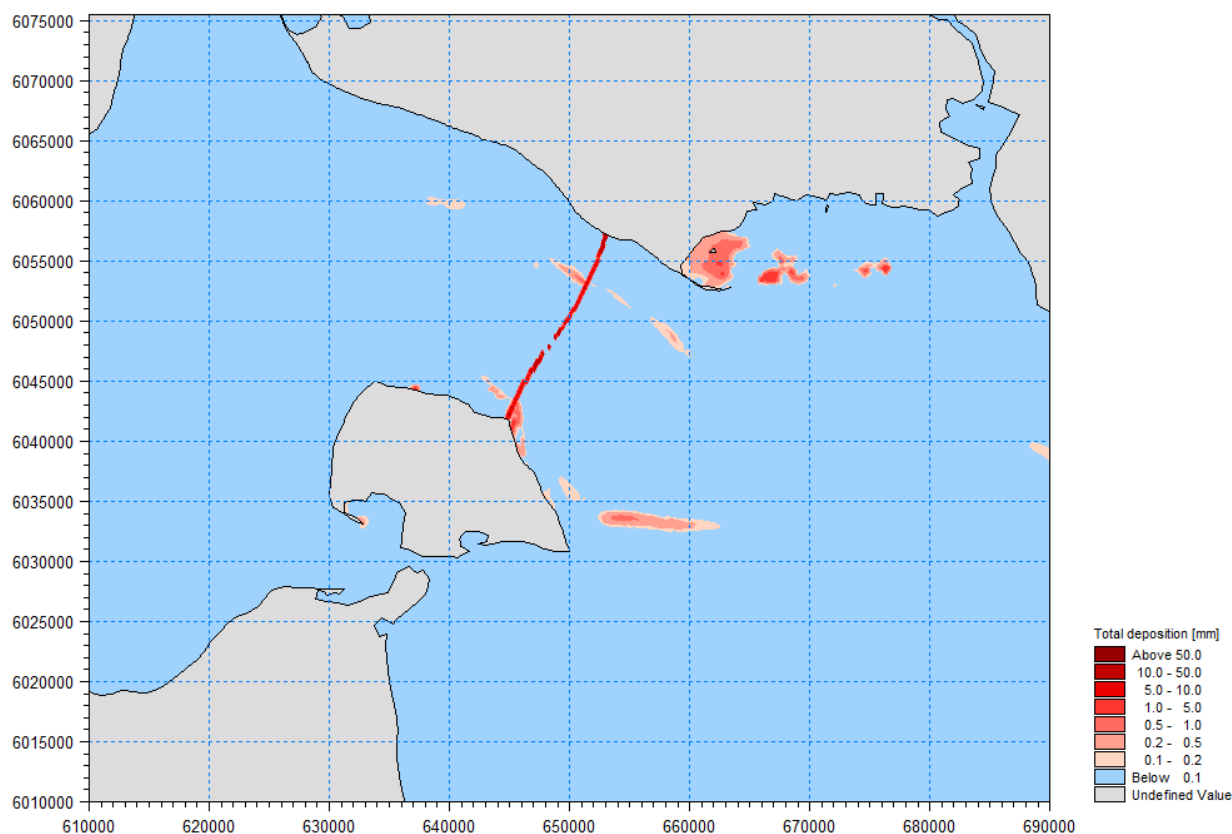 6075000
6070000
6065000
6060000
6055000
6050000
6045000
6040000
6035000
6030000
6025000
6020000
6015000
6010000
610000 620000 630000 640000 650000 660000 670000 680000 690000
Total deposition [mm]
Above 50.0
10.0 - 50.0
5.0 - 10.0
1.0 - 5.0
0.5 - 1.0
0.2 - 0.5
0.1 - 0.2
Below 0.1
Undefined Value